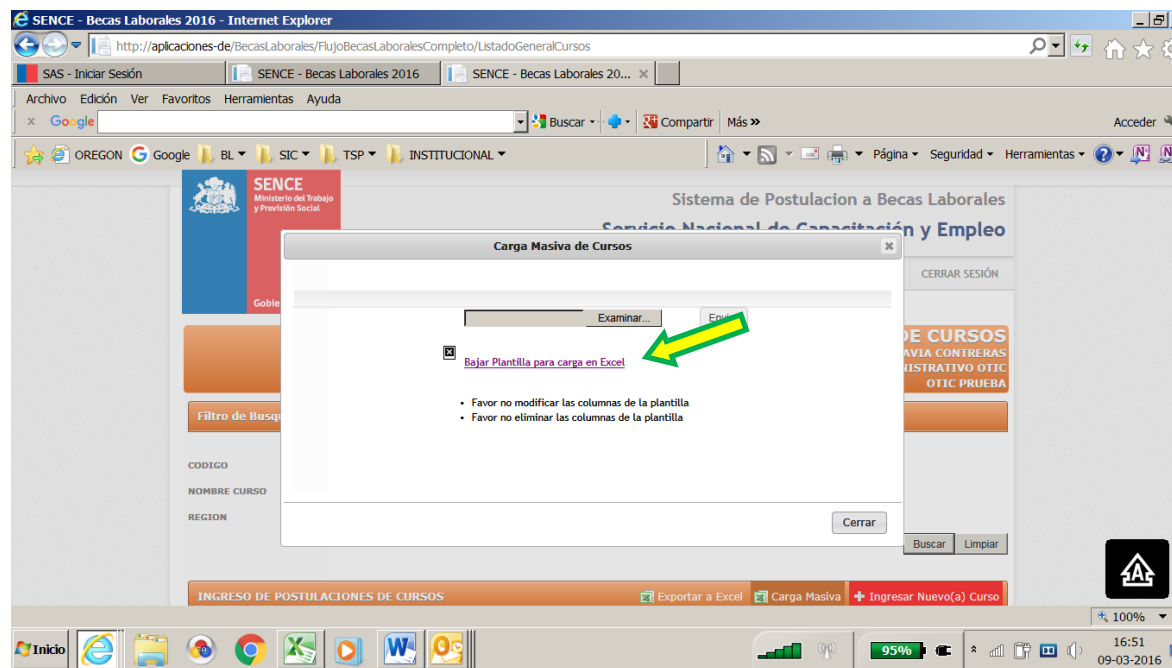 SENCE - Becas Laborales 2016 - Internet Explorer
http://aplicaciones-de/BecasLaborales/FlujoBecasLaboralesCompleto/ListadoGeneralCursos
SAS - Iniciar Sesión SENCE - Becas Laborales 2016 SENCE - Becas Laborales 20...
Archivo Edición Ver Favoritos Herramientas Ayuda
x Google Buscar Compartir Más » Acceder
OREGON Google BL SIC TSP INSTITUCIONAL Página Seguridad Herramientas
SENCE
Ministerio del Trabajo
y Previsión Social
Sistema de Postulacion a Becas Laborales
Servicio Nacional de Capacitación y Empleo
Carga Masiva de Cursos
CERRAR SESIÓN
Gobie
Examinar...
DE CURSOS
AVIA CONTRERAS
Bajar Plantilla para carga en Excel
ISTRATIVO OTIC
OTIC PRUEBA
• Favor no modificar las columnas de la plantilla
• Favor no eliminar las columnas de la plantilla
Filtro de Busq
CODIGO
NOMBRE CURSO
REGION
Cerrar
Buscar Limpiar
INGRESO DE POSTULACIONES DE CURSOS Exportar a Excel Carga Masiva Ingresar Nuevo(a) Curso
100%
Inicio 95% 16:51
09-03-2016